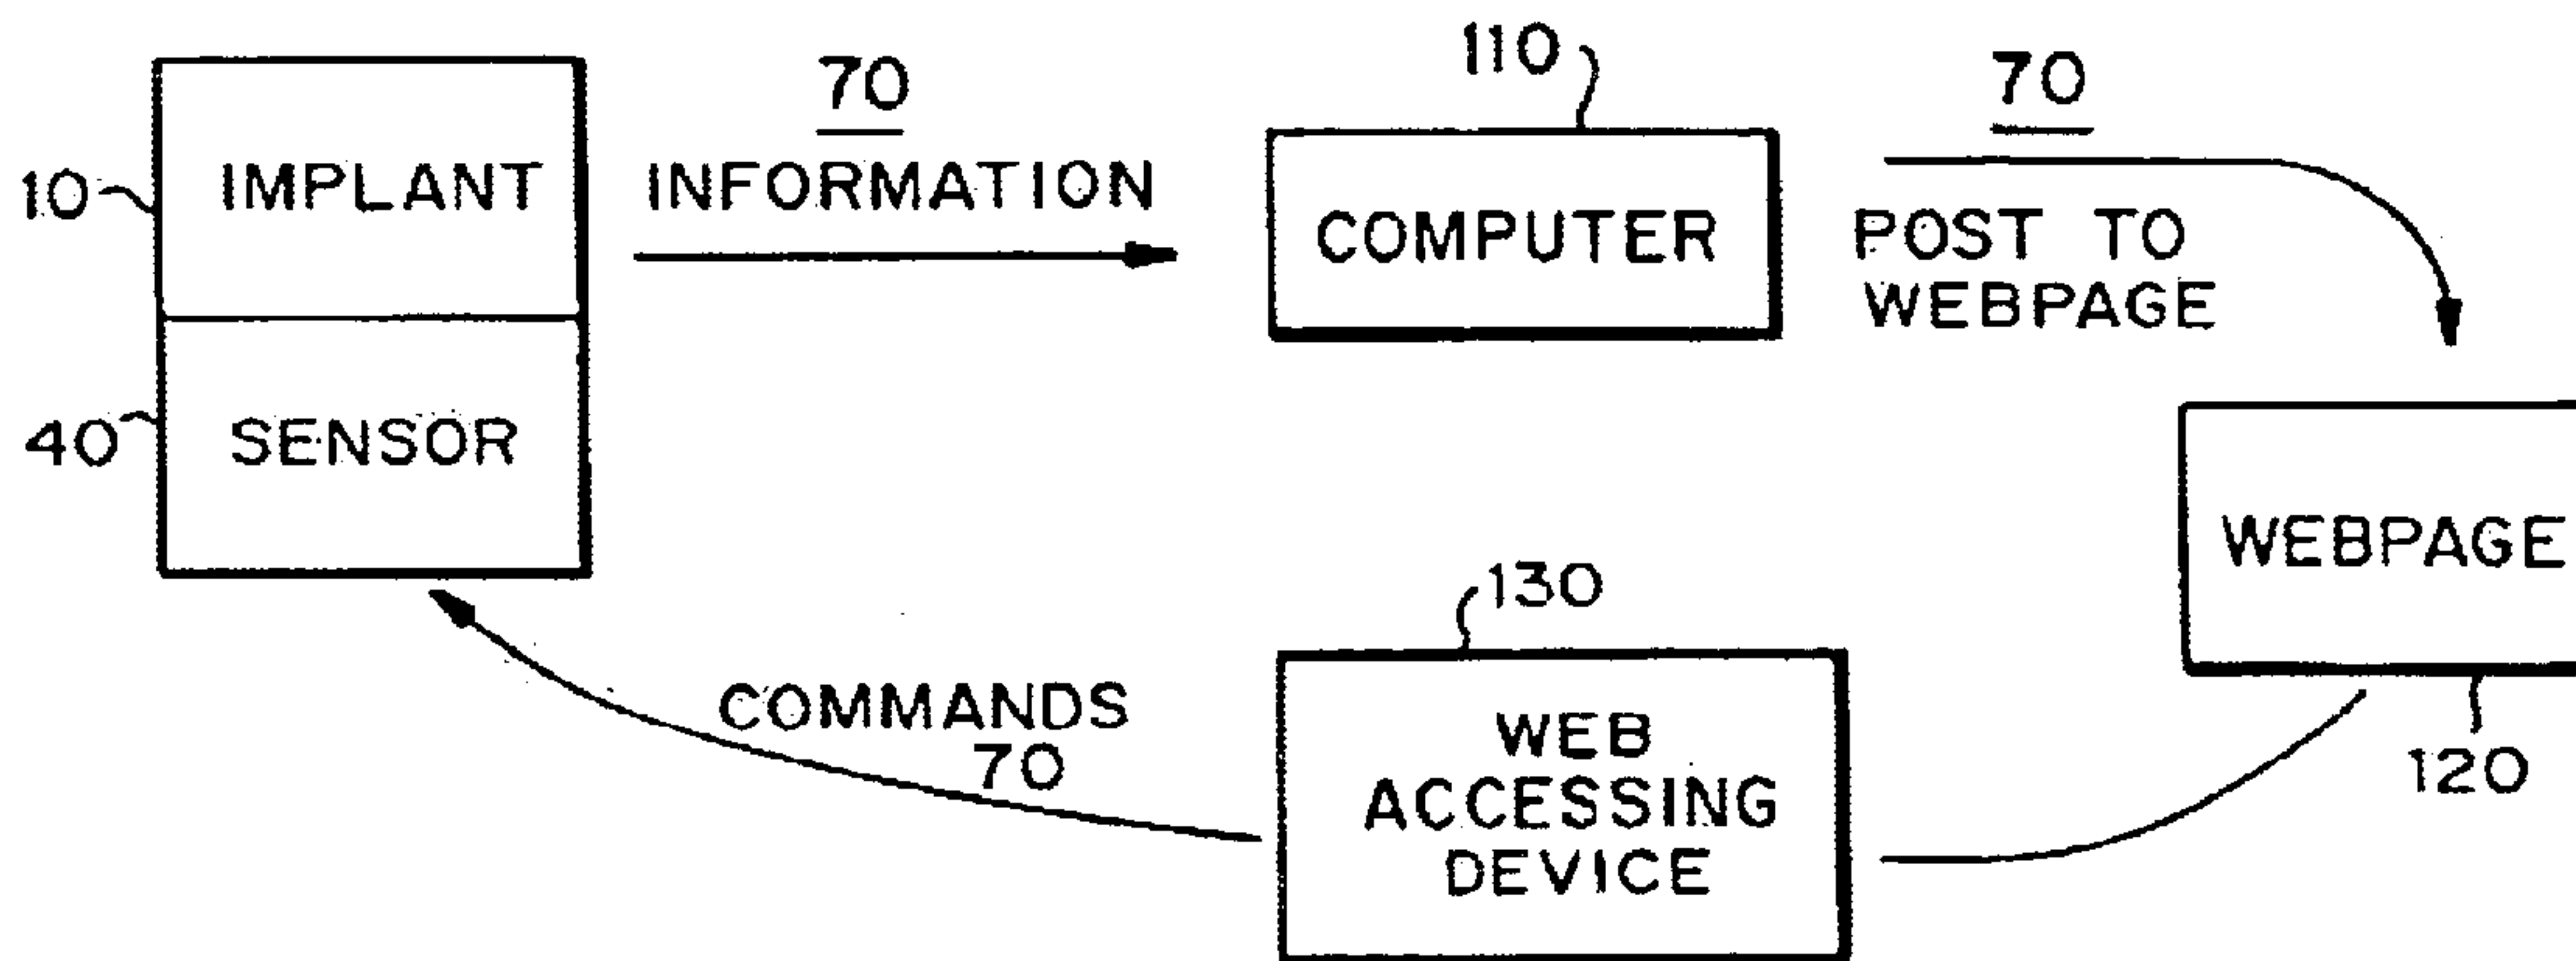 110
70
70
IMPLANT
INFORMATION
10
COMPUTER
POST TO
WEBPAGE
SENSOR
40
WEBPAGE
130
COMMANDS
70
WEB
ACCESSING
DEVICE
120